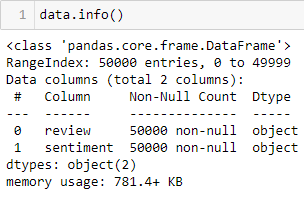 1 data.info()
<class 'pandas.core.frame.DataFrame'>
RangeIndex: 50000 entries, 0 to 49999
Data columns (total 2 columns):
 #   Column     Non-Null Count  Dtype
---  ------     --------------  -----
 0   review     50000 non-null  object
 1   sentiment  50000 non-null  object
dtypes: object(2)
memory usage: 781.4+ KB